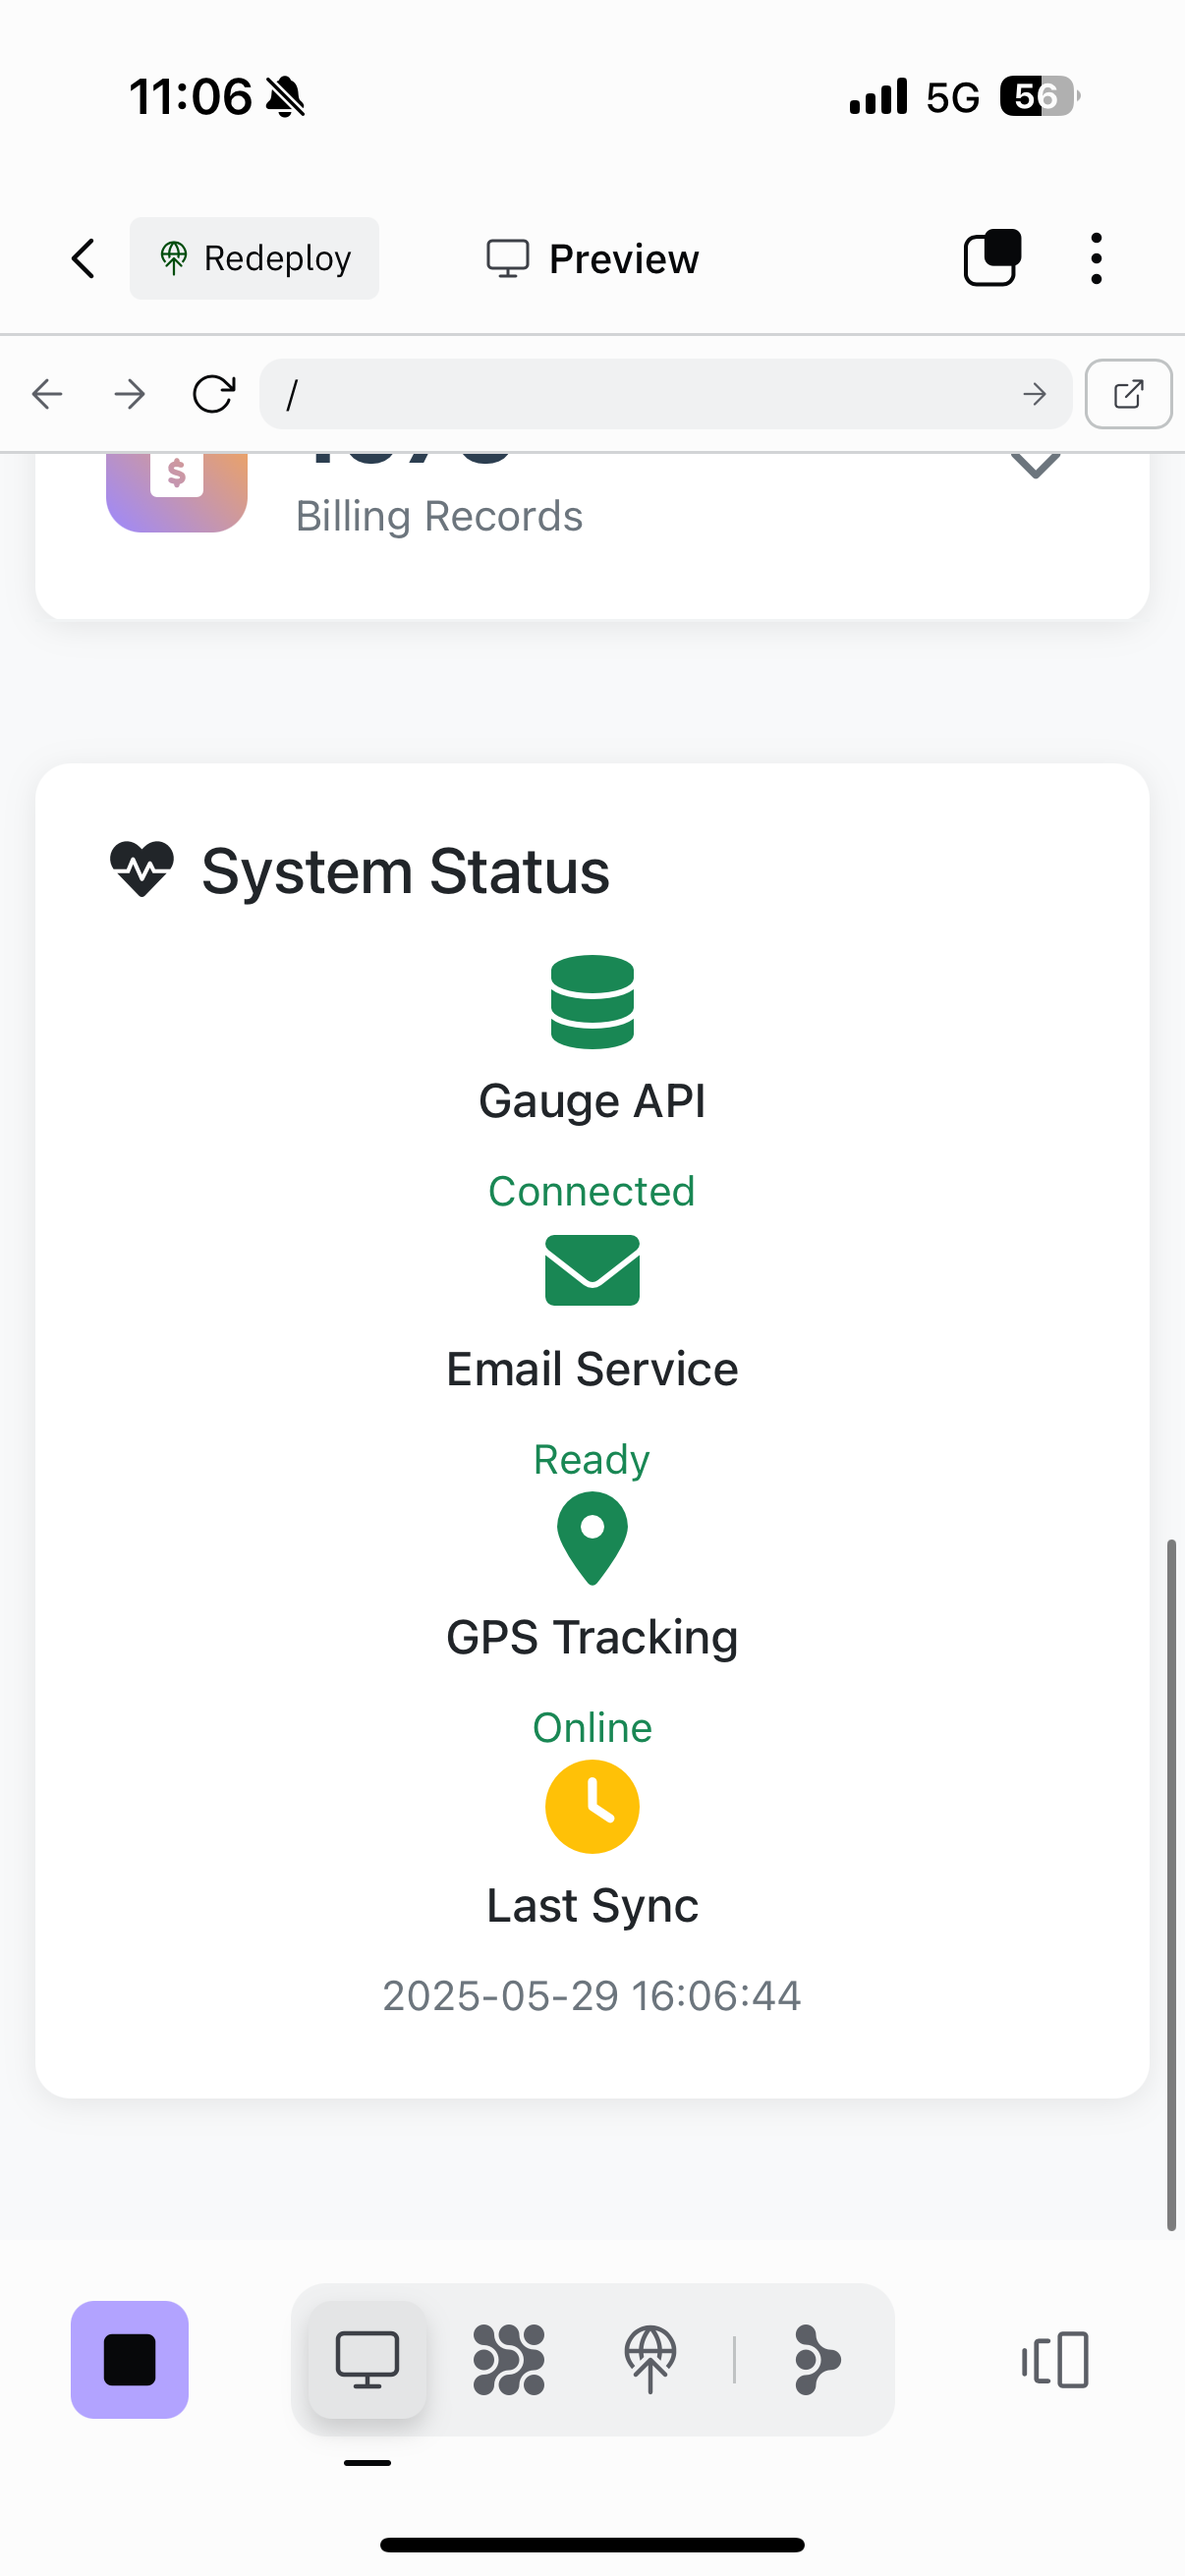 11:06
5G
56
Redeploy
Preview
/
$
Billing Records
System Status
Gauge API
Connected
Email Service
Ready
GPS Tracking
Online
Last Sync
2025-05-29 16:06:44